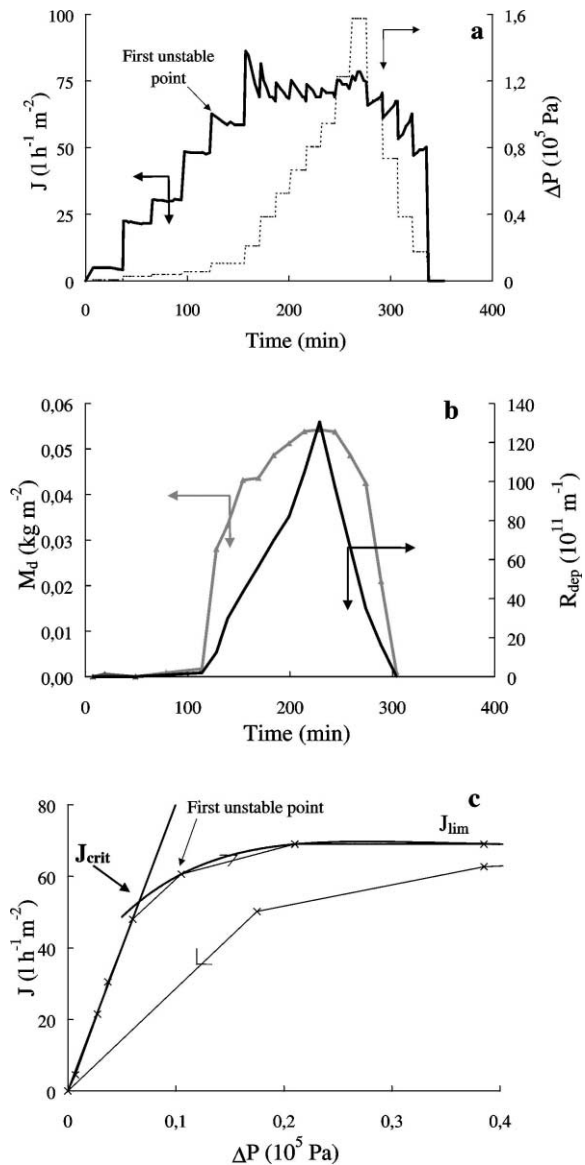 a
First unstable
point
J (l h⁻¹ m⁻²)
100
75
50
25
0
ΔP (10⁵ Pa)
1,6
1,2
0,8
0,4
0
0 100 200 300 400
Time (min)
b
M_d (kg m⁻²)
0,06
0,05
0,04
0,03
0,02
0,01
0,00
R_dep (10¹¹ m⁻¹)
140
120
100
80
60
40
20
0
0 100 200 300 400
Time (min)
c
First unstable point
J_crit
J_lim
J (l h⁻¹ m⁻²)
80
60
40
20
0
0 0,1 0,2 0,3 0,4
ΔP (10⁵ Pa)